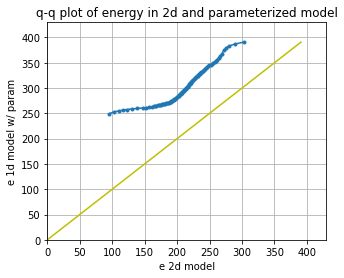 q-q plot of energy in 2d and parameterized model
e 1d model w/ param
400
350
300
250
200
150
100
50
0
0 50 100 150 200 250 300 350 400
e 2d model